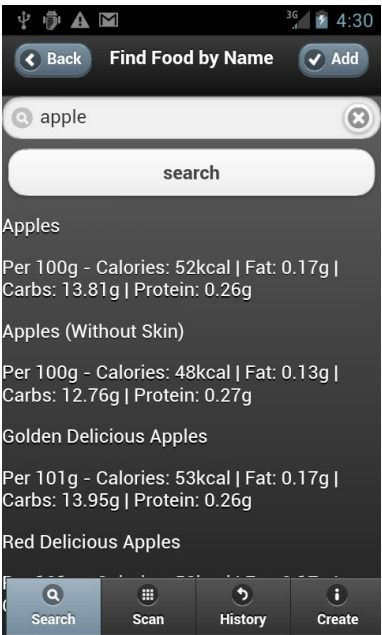 3G 4:30
Back Find Food by Name Add
apple
search
Apples
Per 100g - Calories: 52kcal | Fat: 0.17g |
Carbs: 13.81g | Protein: 0.26g
Apples (Without Skin)
Per 100g - Calories: 48kcal | Fat: 0.13g |
Carbs: 12.76g | Protein: 0.27g
Golden Delicious Apples
Per 101g - Calories: 53kcal | Fat: 0.17g |
Carbs: 13.95g | Protein: 0.26g
Red Delicious Apples
Search Scan History Create